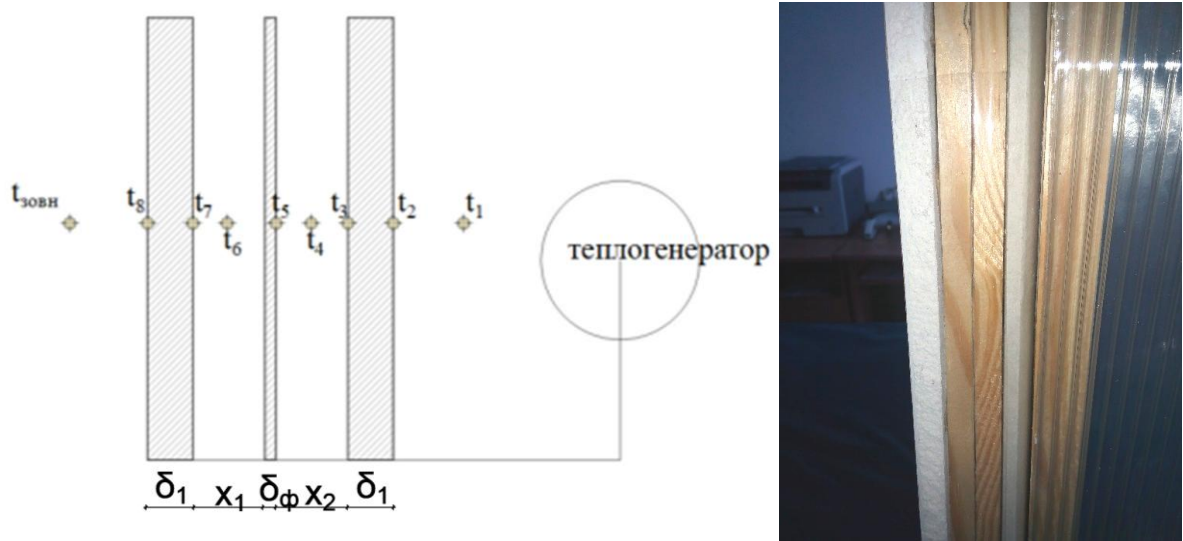 tзовн t8 t7 t5 t3 t2 t1
t6 t4
теплогенератор
δ1 x1 δф x2 δ1